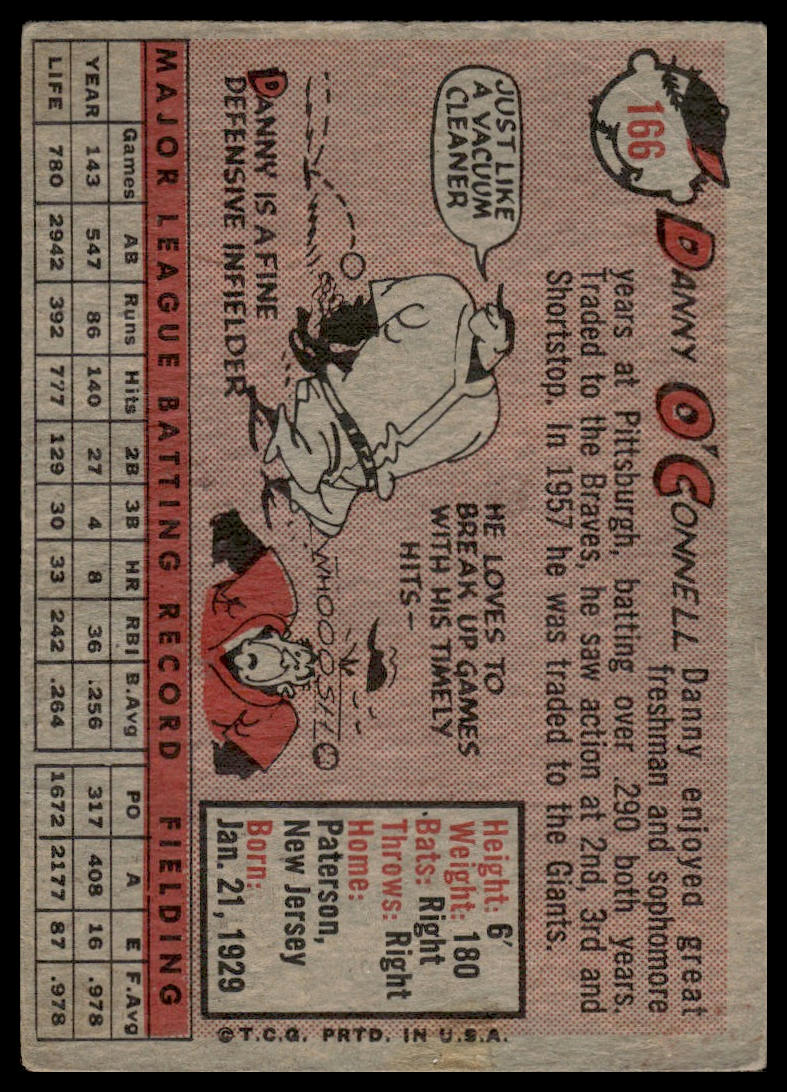 166
DANNY O'CONNELL
Danny enjoyed great
freshman and sophomore
years at Pittsburgh, batting over .290 both years.
Traded to the Braves, he saw action at 2nd, 3rd and
Shortstop. In 1957 he was traded to the Giants.
JUST LIKE
A VACUUM
CLEANER
DANNY IS A FINE
DEFENSIVE INFIELDER
HE LOVES TO
BREAK UP GAMES
WITH HIS TIMELY
HITS—
WHOOOOSH
Height: 6'
Weight: 180
Bats: Right
Throws: Right
Home:
Paterson,
New Jersey
Born:
Jan. 21, 1929
©T.C.G. PRTD. IN U.S.A.
MAJOR LEAGUE BATTING RECORD FIELDING
Games AB Runs Hits 2B 3B HR RBI B.Avg PO A E F.Avg
YEAR 143 547 86 140 27 4 8 36 .256 317 408 16 .978
LIFE 780 2942 392 777 129 30 33 242 .264 1672 2177 87 .978